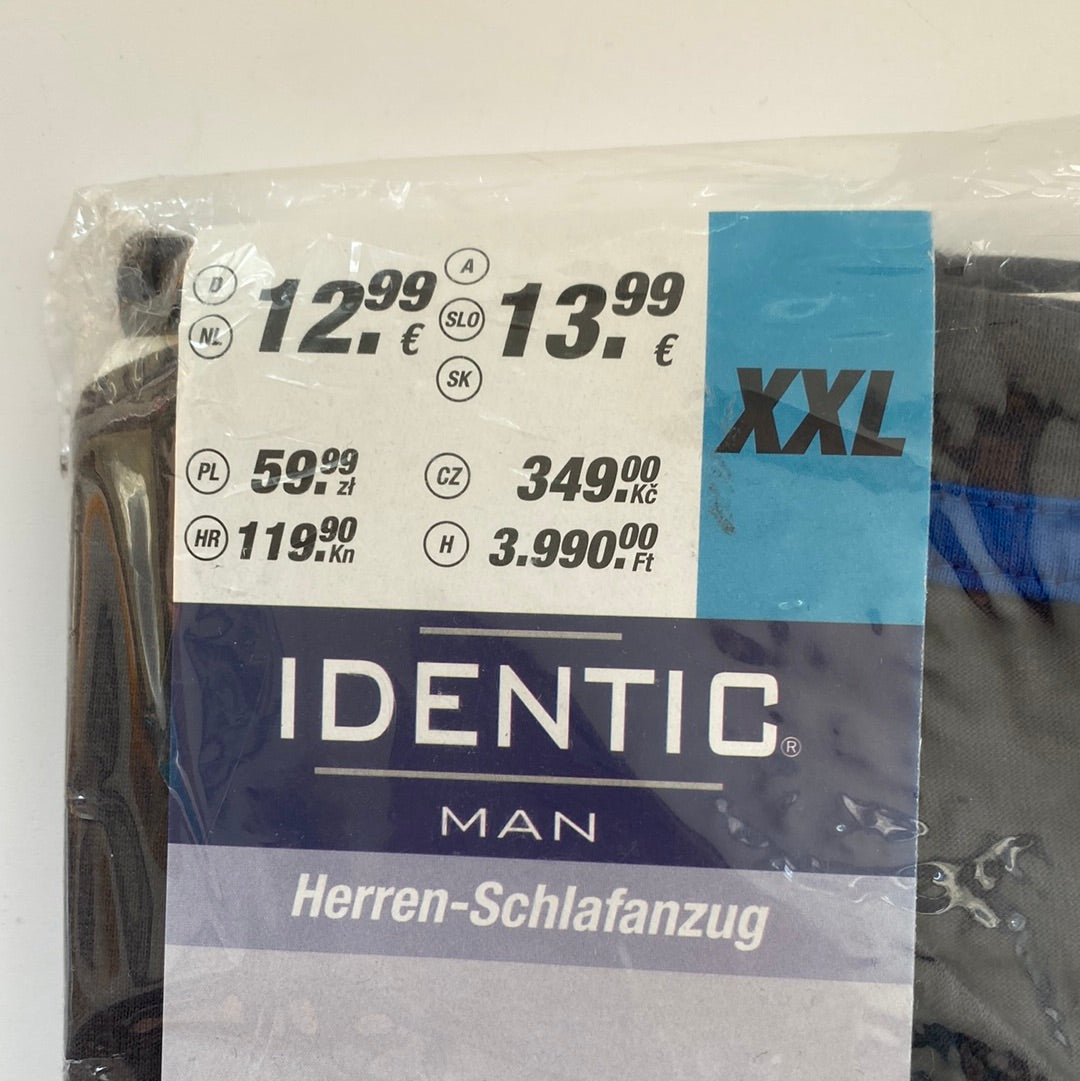 D NL 12.99 € A SLO SK 13.99 €
XXL
PL 59.99 zł CZ 349.00 Kč
HR 119.90 Kn H 3.990.00 Ft
IDENTIC®
MAN
Herren-Schlafanzug